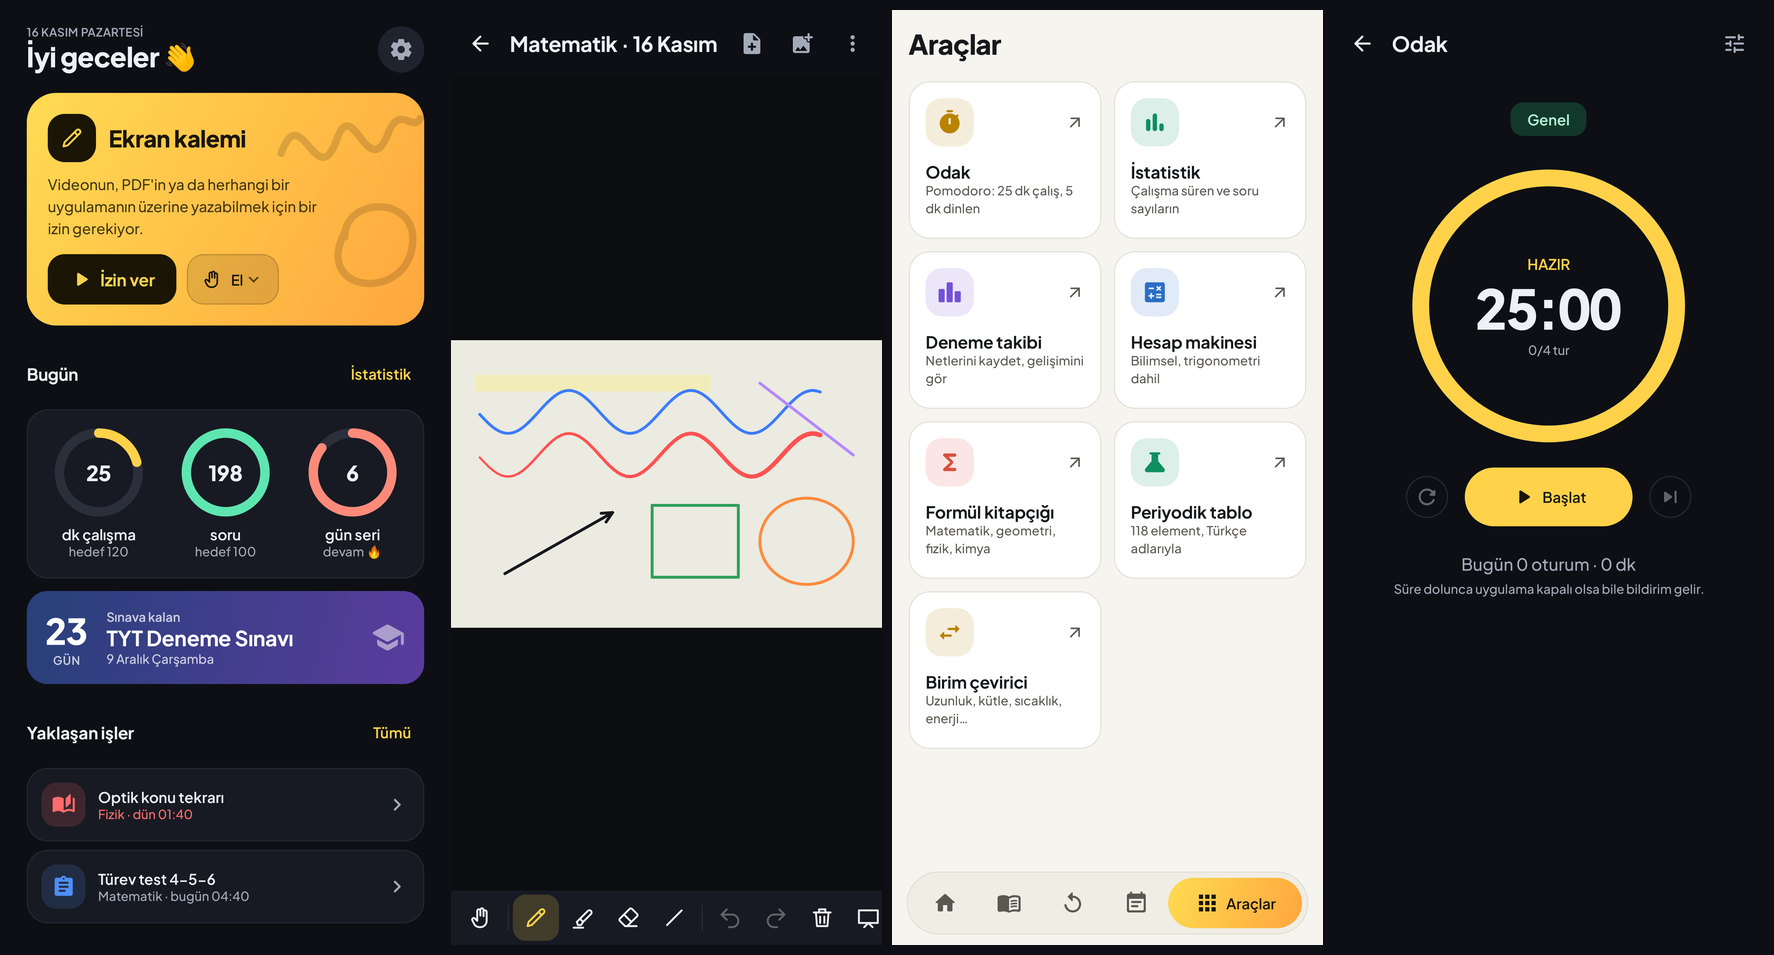 16 KASIM PAZARTESİ
İyi geceler 👋
Ekran kalemi
Videonun, PDF'in ya da herhangi bir
uygulamanın üzerine yazabilmek için bir
izin gerekiyor.
İzin ver
El
Bugün
İstatistik
25
198
6
dk çalışma
soru
gün seri
hedef 120
hedef 100
devam 🔥
23
GÜN
Sınava kalan
TYT Deneme Sınavı
9 Aralık Çarşamba
Yaklaşan işler
Tümü
Optik konu tekrarı
Fizik · dün 01:40
Türev test 4–5–6
Matematik · bugün 04:40
Matematik · 16 Kasım
Araçlar
Odak
Pomodoro: 25 dk çalış, 5
dk dinlen
İstatistik
Çalışma süren ve soru
sayıların
Deneme takibi
Netlerini kaydet, gelişimini
gör
Hesap makinesi
Bilimsel, trigonometri
dahil
Formül kitapçığı
Matematik, geometri,
fizik, kimya
Periyodik tablo
118 element, Türkçe
adlarıyla
Birim çevirici
Uzunluk, kütle, sıcaklık,
enerji...
Araçlar
Odak
Genel
HAZIR
25:00
0/4 tur
Başlat
Bugün 0 oturum · 0 dk
Süre dolunca uygulama kapalı olsa bile bildirim gelir.